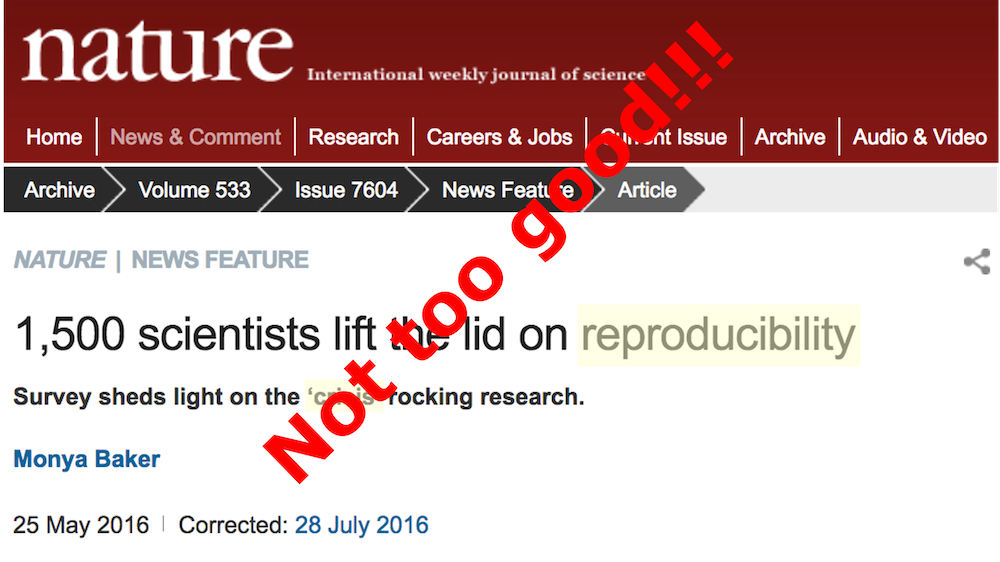 nature International weekly journal of science
Home News & Comment Research Careers & Jobs Current Issue Archive Audio & Video
Archive Volume 533 Issue 7604 News Feature Article
NATURE | NEWS FEATURE
1,500 scientists lift the lid on reproducibility
Survey sheds light on the ‘crisis’ rocking research.
Monya Baker
25 May 2016 | Corrected: 28 July 2016
Not too good!!!